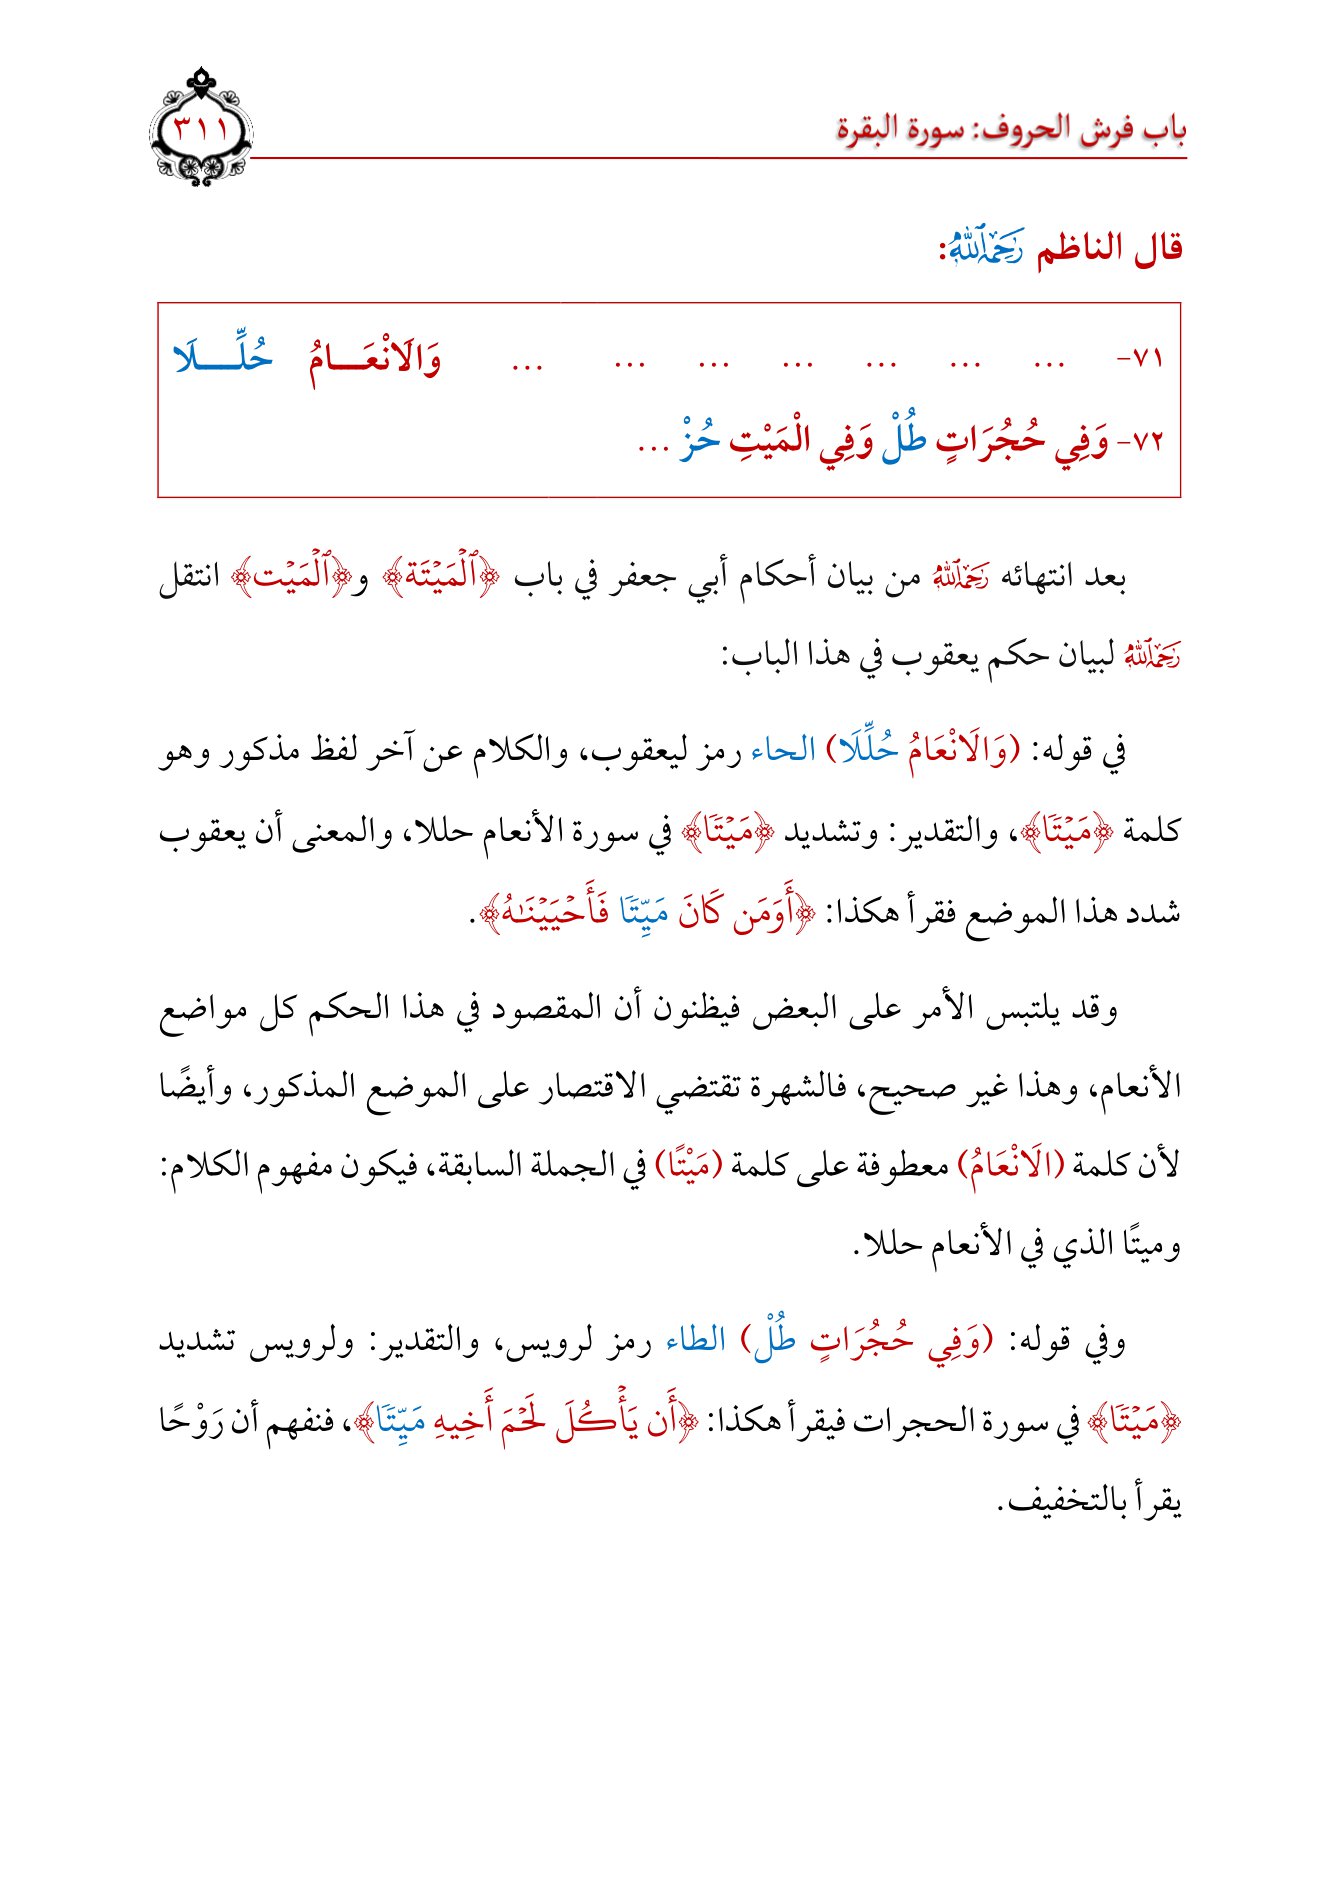 باب فرش الحروف: سورة البقرة
٣١١
قال الناظم رَحِمَهُ ٱللَّهُ:
٧١- ... ... ... ... ... ... ... وَالَانْعَـــامُ حُلِّـــلَا
٧٢- وَفِي حُجُرَاتٍ طُلْ وَفِي الْمَيْتِ حُزْ ...
بعد انتهائه رَحِمَهُ ٱللَّهُ من بيان أحكام أبي جعفر في باب ﴿ٱلۡمَيۡتَة﴾ و﴿ٱلۡمَيۡت﴾ انتقل
رَحِمَهُ ٱللَّهُ لبيان حكم يعقوب في هذا الباب:
في قوله: (وَالَانْعَامُ حُلِّلَا) الحاء رمز ليعقوب، والكلام عن آخر لفظ مذكور وهو
كلمة ﴿مَيۡتٗا﴾، والتقدير: وتشديد ﴿مَيۡتٗا﴾ في سورة الأنعام حللا، والمعنى أن يعقوب
شدد هذا الموضع فقرأ هكذا: ﴿أَوَمَن كَانَ مَيِّتٗا فَأَحۡيَيۡنَٰهُ﴾.
وقد يلتبس الأمر على البعض فيظنون أن المقصود في هذا الحكم كل مواضع
الأنعام، وهذا غير صحيح، فالشهرة تقتضي الاقتصار على الموضع المذكور، وأيضًا
لأن كلمة (الَانْعَامُ) معطوفة على كلمة (مَيْتًا) في الجملة السابقة، فيكون مفهوم الكلام:
وميتًا الذي في الأنعام حللا.
وفي قوله: (وَفِي حُجُرَاتٍ طُلْ) الطاء رمز لرويس، والتقدير: ولرويس تشديد
﴿مَيۡتٗا﴾ في سورة الحجرات فيقرأ هكذا: ﴿أَن يَأۡكُلَ لَحۡمَ أَخِيهِ مَيِّتٗا﴾، فنفهم أن رَوْحًا
يقرأ بالتخفيف.